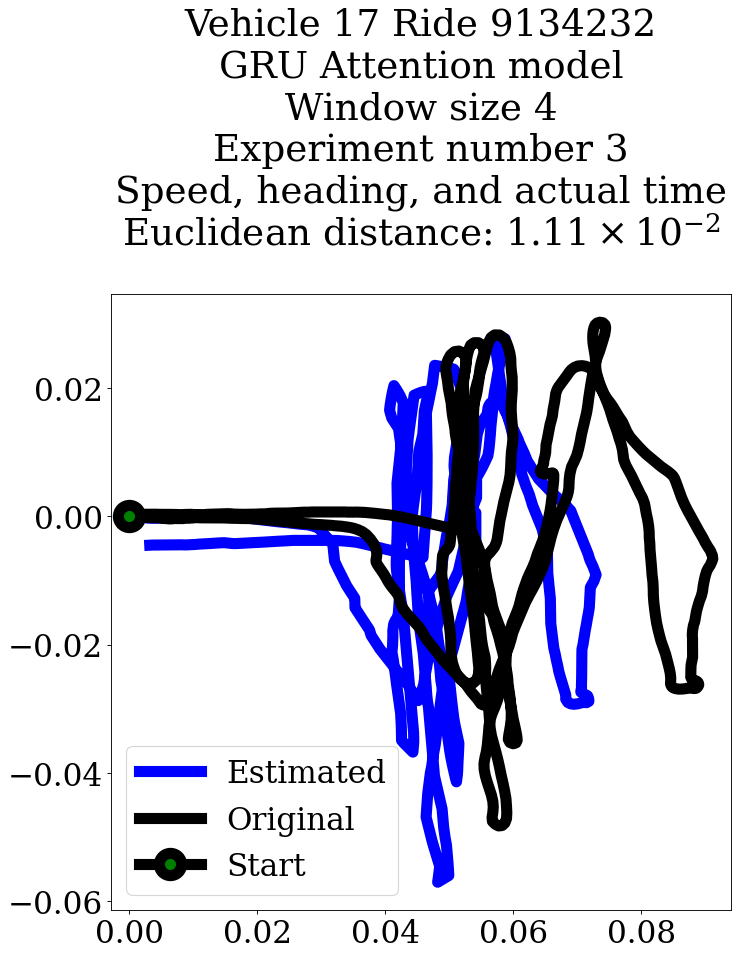 Vehicle 17 Ride 9134232
GRU Attention model
Window size 4
Experiment number 3
Speed, heading, and actual time
Euclidean distance: 1.11 × 10⁻²
0.02
0.00
−0.02
−0.04
−0.06
Estimated
Original
Start
0.00 0.02 0.04 0.06 0.08